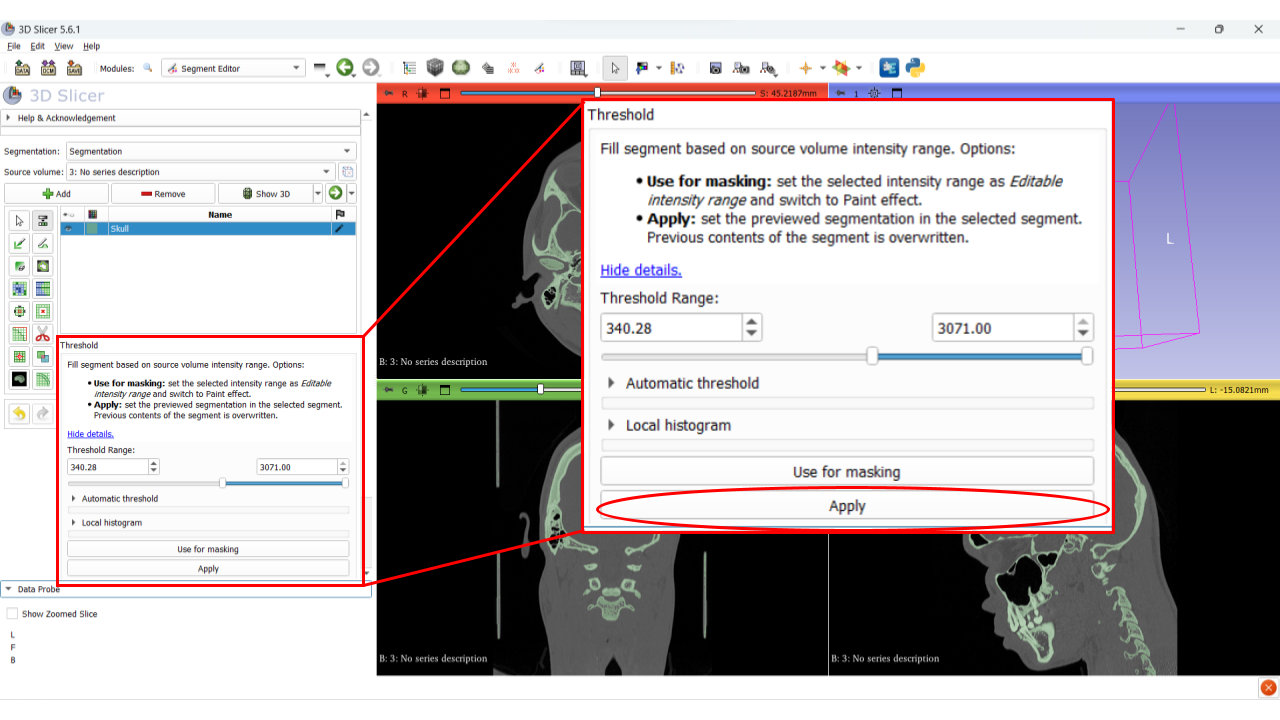 3D Slicer 5.6.1
File Edit View Help
DATA DCM SAVE Modules: Segment Editor
3D Slicer
Help & Acknowledgement
Segmentation: Segmentation
Source volume: 3: No series description
Add Remove Show 3D
Name
Skull
Threshold
Fill segment based on source volume intensity range. Options:
• Use for masking: set the selected intensity range as Editable
intensity range and switch to Paint effect.
• Apply: set the previewed segmentation in the selected segment.
Previous contents of the segment is overwritten.
Hide details.
Threshold Range:
340.28 3071.00
Automatic threshold
Local histogram
Use for masking
Apply
Data Probe
Show Zoomed Slice
L
F
B
R S: 45.2187mm
1
B: 3: No series description
Threshold
Fill segment based on source volume intensity range. Options:
• Use for masking: set the selected intensity range as Editable
intensity range and switch to Paint effect.
• Apply: set the previewed segmentation in the selected segment.
Previous contents of the segment is overwritten.
Hide details.
Threshold Range:
340.28 3071.00
Automatic threshold
Local histogram
Use for masking
Apply
L
G
L: -15.0821mm
B: 3: No series description
B: 3: No series description